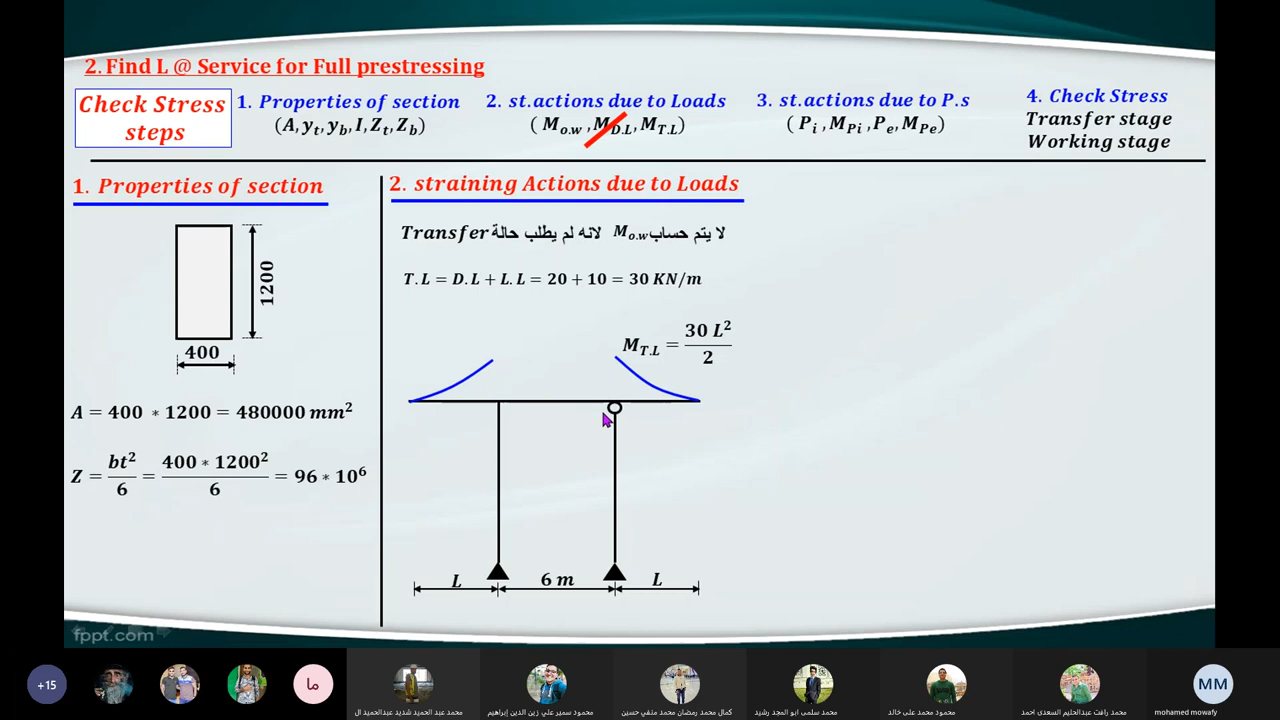 2. Find L @ Service for Full prestressing
Check Stress
steps
1. Properties of section
(A, yt, yb, I, Zt, Zb)
2. st.actions due to Loads
( Mo.w , MD.L, MT.L)
3. st.actions due to P.s
( Pi , MPi , Pe, MPe)
4. Check Stress
Transfer stage
Working stage
1. Properties of section
1200
400
A = 400 * 1200 = 480000 mm²
Z = bt²/6 = 400 * 1200²/6 = 96 * 10⁶
2. straining Actions due to Loads
لا يتم حساب Mo.w لانه لم يطلب حالة Transfer
T.L = D.L + L.L = 20 + 10 = 30 KN/m
MT.L = 30 L²/2
L
6 m
L
fppt.com
+15
ما
محمد عبد الحميد شديد عبدالحميد ال
محمود سمير علي زين الدين إبراهيم
كمال محمد رمضان محمد متقي حسين
محمد سلمى ابو المجد رشيد
محمود محمد على خالد
محمد رافت عبدالحليم السعدى احمد
MM
mohamed mowafy